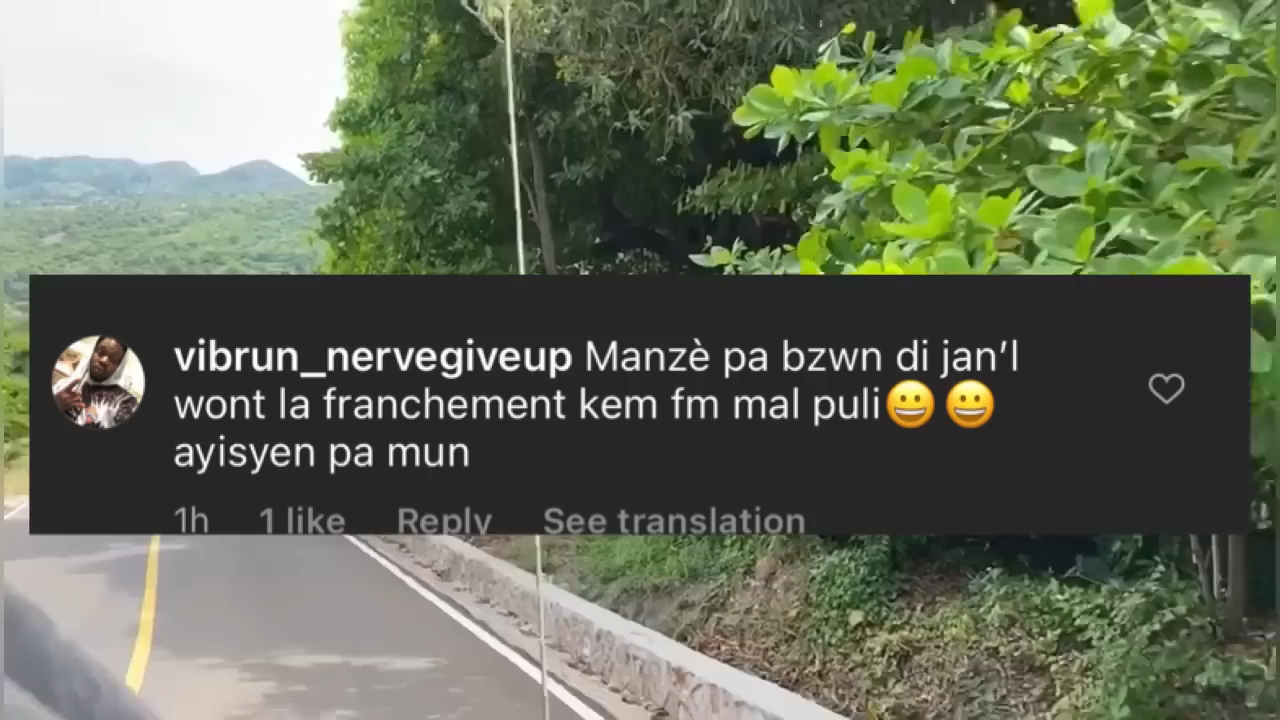 vibrun_nervegiveup Manzè pa bzwn di jan’l
wont la franchement kem fm mal puli😀 😀
ayisyen pa mun
1h 1 like Reply See translation